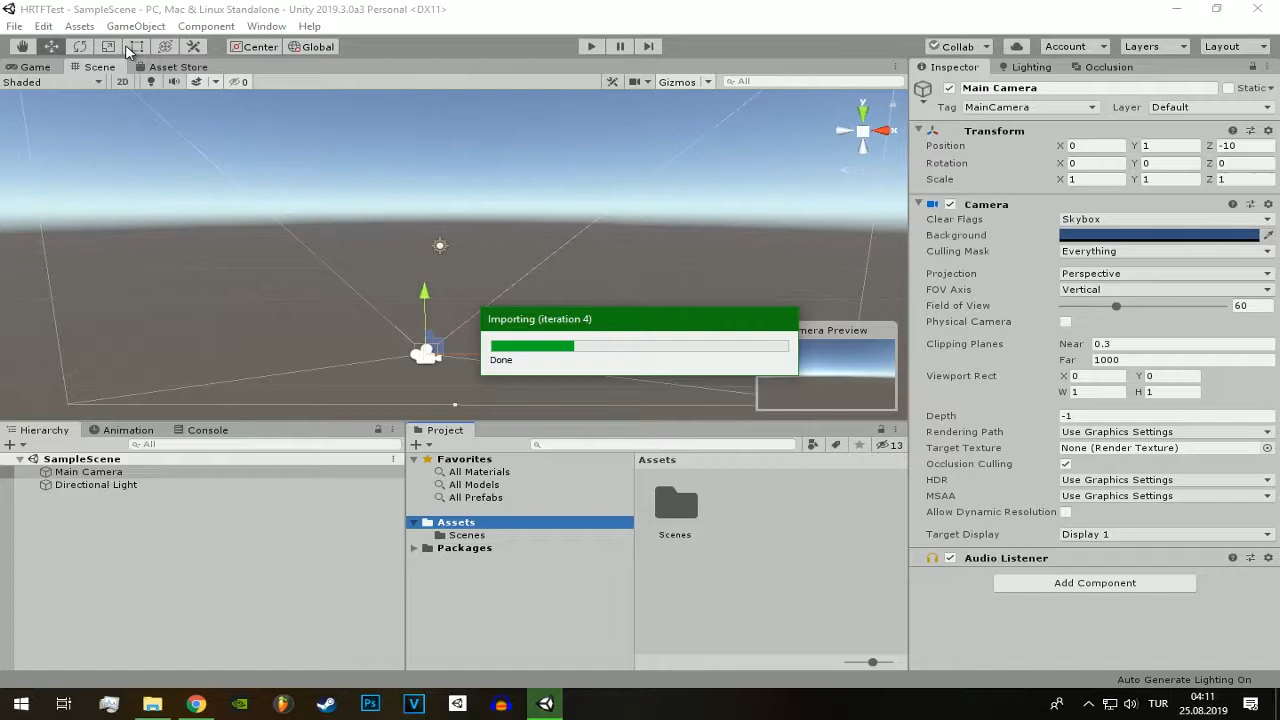 HRTFTest - SampleScene - PC, Mac & Linux Standalone - Unity 2019.3.0a3 Personal <DX11>
File Edit Assets GameObject Component Window Help
Center Global Collab Account Layers Layout
Game Scene Asset Store
Shaded 2D 0 Gizmos All
y
x
Importing (iteration 4)
Done
mera Preview
Hierarchy Animation Console
All
SampleScene
Main Camera
Directional Light
Project
13
Favorites
All Materials
All Models
All Prefabs
Assets
Scenes
Packages
Assets
Scenes
Inspector Lighting Occlusion
Main Camera Static
Tag MainCamera Layer Default
Transform
Position X 0 Y 1 Z -10
Rotation X 0 Y 0 Z 0
Scale X 1 Y 1 Z 1
Camera
Clear Flags Skybox
Background
Culling Mask Everything
Projection Perspective
FOV Axis Vertical
Field of View 60
Physical Camera
Clipping Planes Near 0.3
Far 1000
Viewport Rect X 0 Y 0
W 1 H 1
Depth -1
Rendering Path Use Graphics Settings
Target Texture None (Render Texture)
Occlusion Culling
HDR Use Graphics Settings
MSAA Use Graphics Settings
Allow Dynamic Resolution
Target Display Display 1
Audio Listener
Add Component
Auto Generate Lighting On
Ps V TUR 04:11
25.08.2019